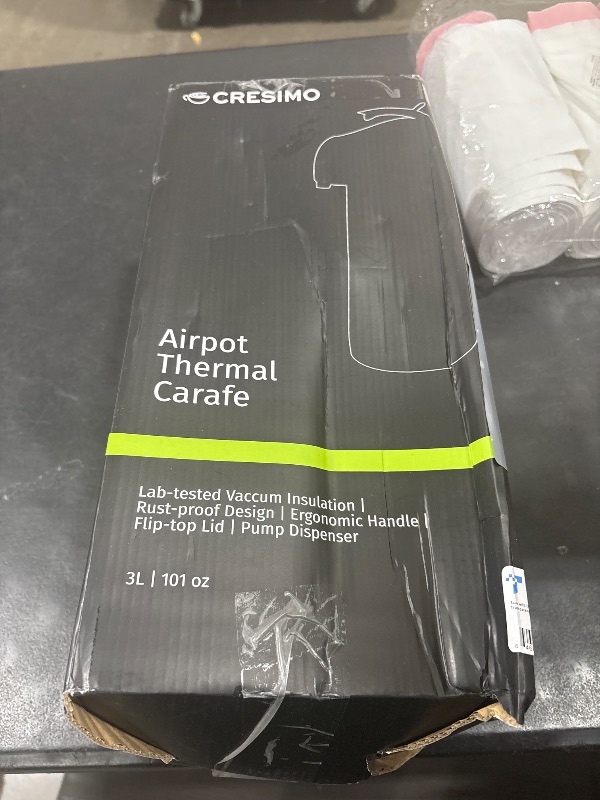 CRESIMO
Airpot
Thermal
Carafe
Lab-tested Vaccum Insulation |
Rust-proof Design | Ergonomic Handle |
Flip-top Lid | Pump Dispenser
3L | 101 oz